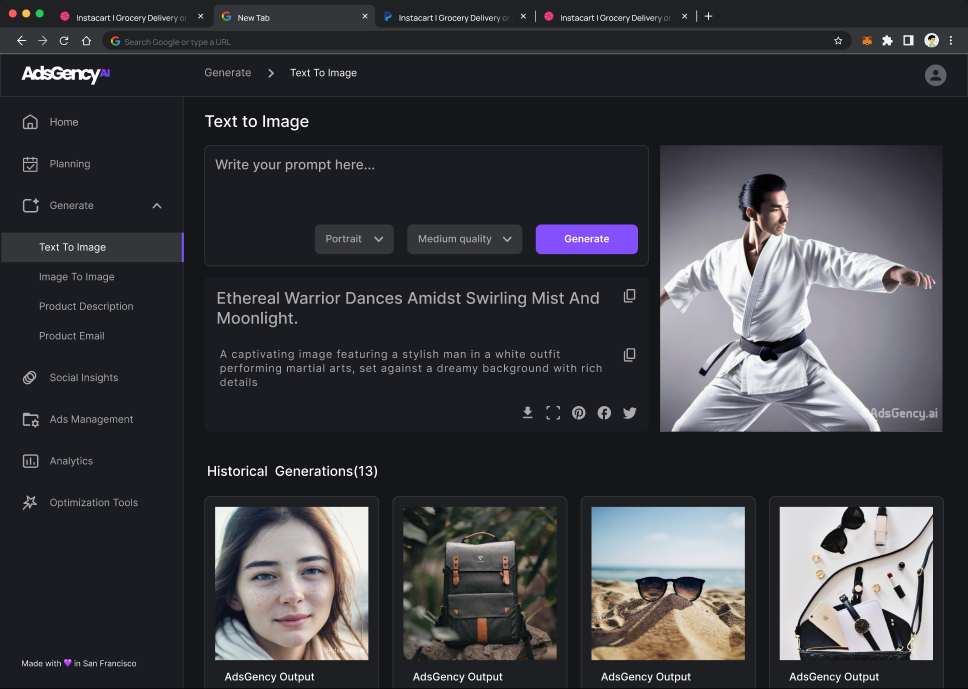 Instacart I Grocery Delivery or
New Tab
Instacart I Grocery Delivery or
Instacart I Grocery Delivery or
Search Google or type a URL
AdsGency AI
Generate
Text To Image
Home
Planning
Generate
Text To Image
Image To Image
Product Description
Product Email
Social Insights
Ads Management
Analytics
Optimization Tools
Made with 💜 in San Francisco
Text to Image
Write your prompt here...
Portrait
Medium quality
Generate
Ethereal Warrior Dances Amidst Swirling Mist And
Moonlight.
A captivating image featuring a stylish man in a white outfit
performing martial arts, set against a dreamy background with rich
details
AdsGency.ai
Historical Generations(13)
AdsGency.ai
AdsGency Output
AdsGency Output
AdsGency Output
AdsGency Output